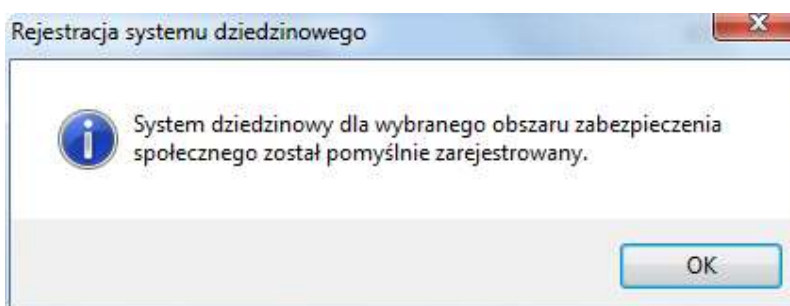 Rejestracja systemu dziedzinowego
System dziedzinowy dla wybranego obszaru zabezpieczenia
społecznego został pomyślnie zarejestrowany.
OK